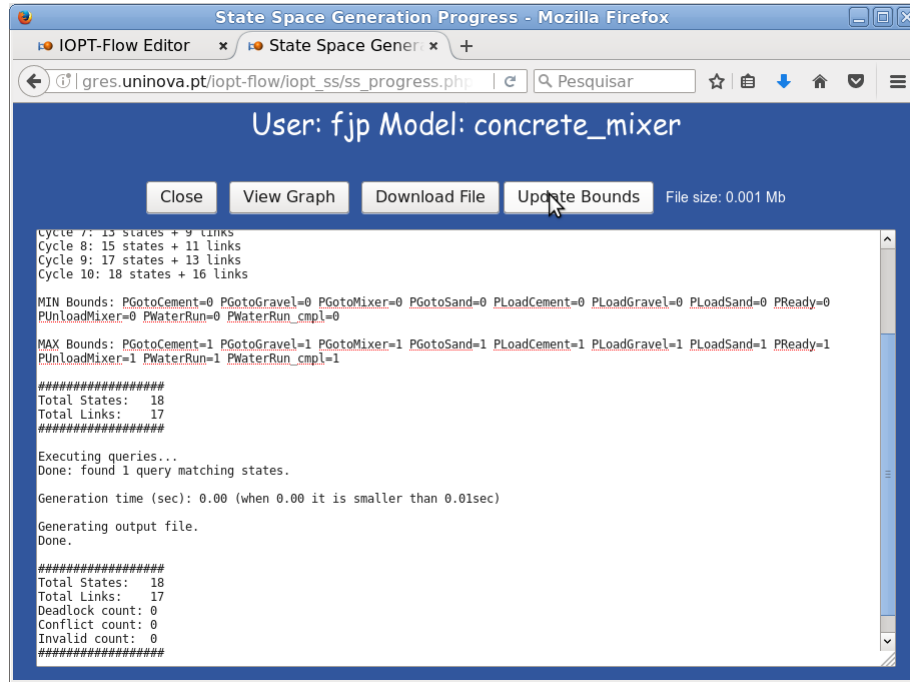 State Space Generation Progress - Mozilla Firefox
IOPT-Flow Editor × State Space Gener × +
gres.uninova.pt/iopt-flow/iopt_ss/ss_progress.php Pesquisar
User: fjp Model: concrete_mixer
Close View Graph Download File Update Bounds File size: 0.001 Mb
Cycle 7: 13 states + 9 links
Cycle 8: 15 states + 11 links
Cycle 9: 17 states + 13 links
Cycle 10: 18 states + 16 links
MIN Bounds: PGotoCement=0 PGotoGravel=0 PGotoMixer=0 PGotoSand=0 PLoadCement=0 PLoadGravel=0 PLoadSand=0 PReady=0
PUnloadMixer=0 PWaterRun=0 PWaterRun_cmpl=0
MAX Bounds: PGotoCement=1 PGotoGravel=1 PGotoMixer=1 PGotoSand=1 PLoadCement=1 PLoadGravel=1 PLoadSand=1 PReady=1
PUnloadMixer=1 PWaterRun=1 PWaterRun_cmpl=1
##################
Total States: 18
Total Links: 17
##################
Executing queries...
Done: found 1 query matching states.
Generation time (sec): 0.00 (when 0.00 it is smaller than 0.01sec)
Generating output file.
Done.
##################
Total States: 18
Total Links: 17
Deadlock count: 0
Conflict count: 0
Invalid count: 0
##################